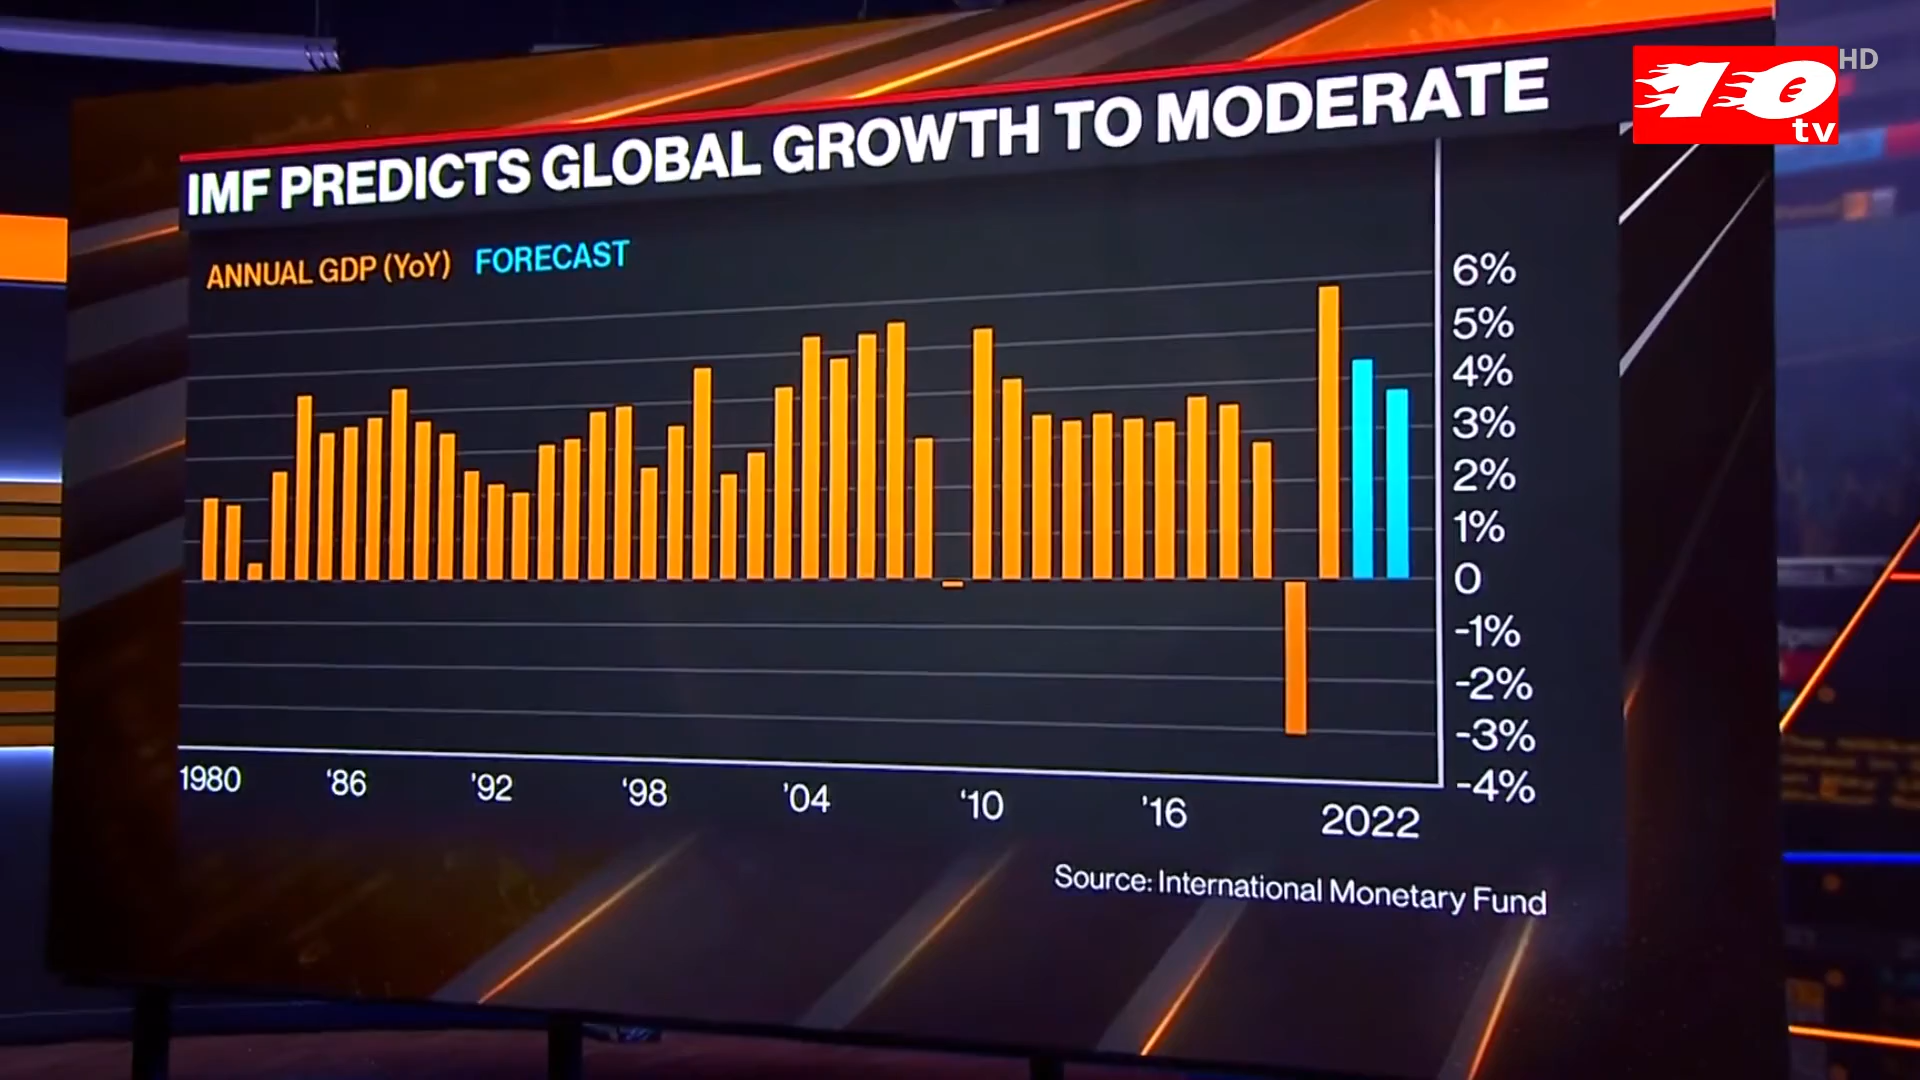 IMF PREDICTS GLOBAL GROWTH TO MODERATE
10 HD
tv
ANNUAL GDP (YoY) FORECAST
6%
5%
4%
3%
2%
1%
0
-1%
-2%
-3%
-4%
1980 '86 '92 '98 '04 '10 '16 2022
Source: International Monetary Fund